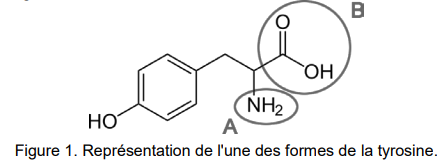 B
O
OH
NH₂
HO
A
Figure 1. Représentation de l'une des formes de la tyrosine.